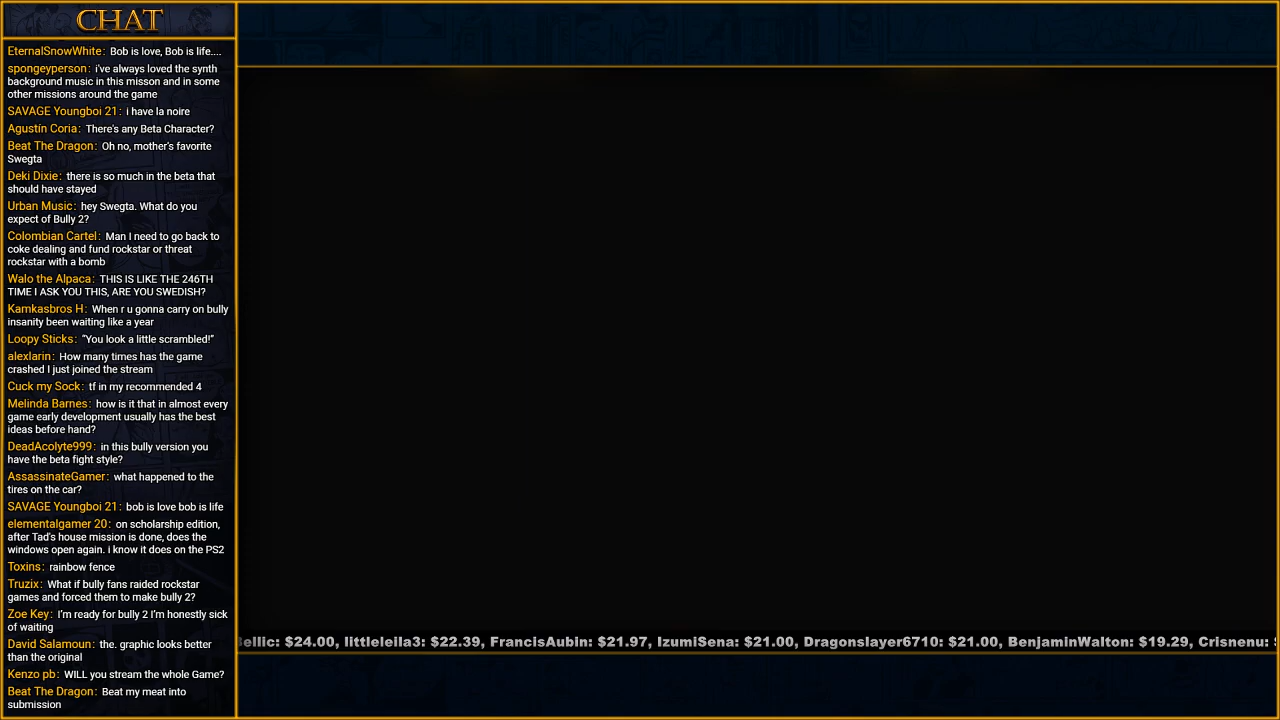 CHAT
EternalSnowWhite: Bob is love, Bob is life....
spongeyperson: i've always loved the synth
background music in this misson and in some
other missions around the game
SAVAGE Youngboi 21: i have la noire
Agustín Coria: There's any Beta Character?
Beat The Dragon: Oh no, mother's favorite
Swegta
Deki Dixie: there is so much in the beta that
should have stayed
Urban Music: hey Swegta. What do you
expect of Bully 2?
Colombian Cartel: Man I need to go back to
coke dealing and fund rockstar or threat
rockstar with a bomb
Walo the Alpaca: THIS IS LIKE THE 246TH
TIME I ASK YOU THIS, ARE YOU SWEDISH?
Kamkasbros H: When r u gonna carry on bully
insanity been waiting like a year
Loopy Sticks: “You look a little scrambled!”
alexlarin: How many times has the game
crashed I just joined the stream
Cuck my Sock: tf in my recommended 4
Melinda Barnes: how is it that in almost every
game early development usually has the best
ideas before hand?
DeadAcolyte999: in this bully version you
have the beta fight style?
AssassinateGamer: what happened to the
tires on the car?
SAVAGE Youngboi 21: bob is love bob is life
elementalgamer 20: on scholarship edition,
after Tad's house mission is done, does the
windows open again. i know it does on the PS2
Toxins: rainbow fence
Truzix: What if bully fans raided rockstar
games and forced them to make bully 2?
Zoe Key: I’m ready for bully 2 I’m honestly sick
of waiting
David Salamoun: the. graphic looks better
than the original
Kenzo pb: WILL you stream the whole Game?
Beat The Dragon: Beat my meat into
submission
Bellic: $24.00, littleleila3: $22.39, FrancisAubin: $21.97, IzumiSena: $21.00, Dragonslayer6710: $21.00, BenjaminWalton: $19.29, Crisnenu: